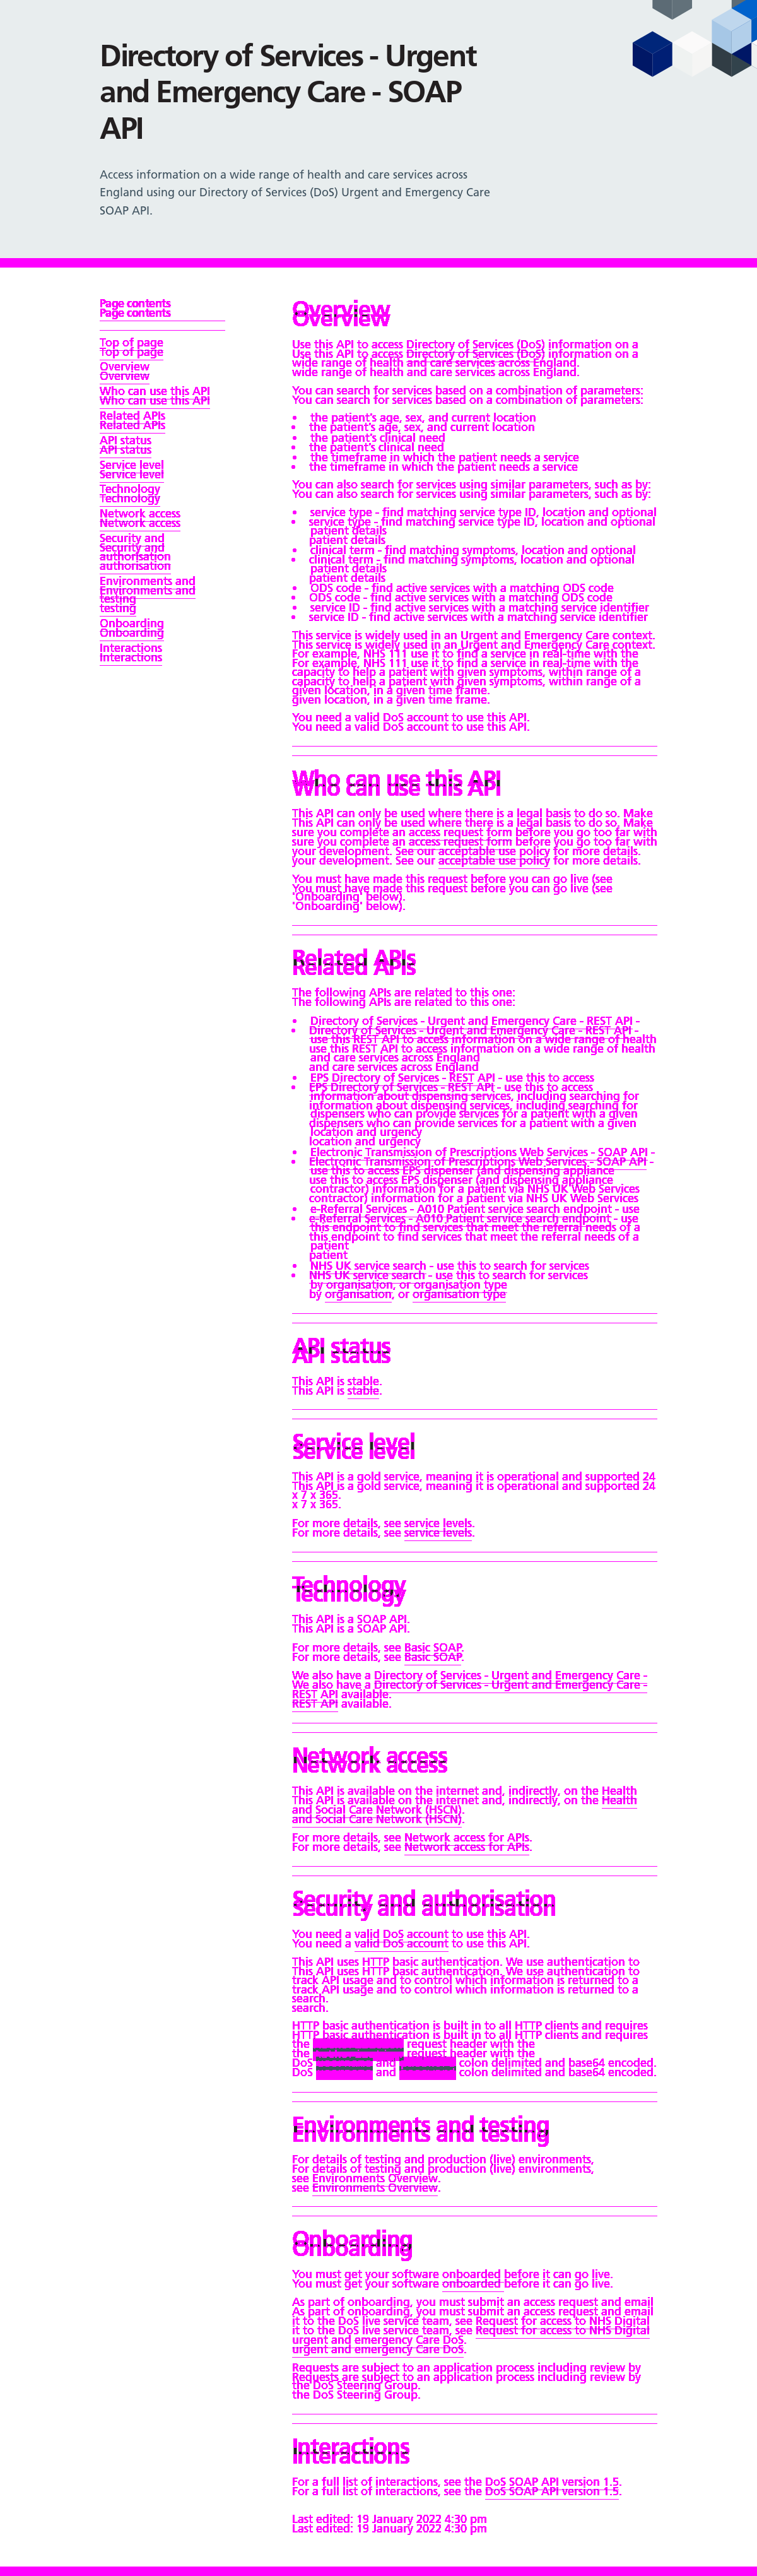 Directory of Services - Urgent
and Emergency Care - SOAP
API
Access information on a wide range of health and care services across
England using our Directory of Services (DoS) Urgent and Emergency Care
SOAP API.
Page contents
Top of page
Overview
Who can use this API
Related APIs
API status
Service level
Technology
Network access
Security and
authorisation
Environments and
testing
Onboarding
Interactions
Overview
Use this API to access Directory of Services (DoS) information on a
wide range of health and care services across England.
You can search for services based on a combination of parameters:
• the patient's age, sex, and current location
• the patient's clinical need
• the timeframe in which the patient needs a service
You can also search for services using similar parameters, such as by:
• service type - find matching service type ID, location and optional
patient details
• clinical term - find matching symptoms, location and optional
patient details
• ODS code - find active services with a matching ODS code
• service ID - find active services with a matching service identifier
This service is widely used in an Urgent and Emergency Care context.
For example, NHS 111 use it to find a service in real-time with the
capacity to help a patient with given symptoms, within range of a
given location, in a given time frame.
You need a valid DoS account to use this API.
Who can use this API
This API can only be used where there is a legal basis to do so. Make
sure you complete an access request form before you go too far with
your development. See our acceptable use policy for more details.
You must have made this request before you can go live (see
'Onboarding' below).
Related APIs
The following APIs are related to this one:
• Directory of Services - Urgent and Emergency Care - REST API -
use this REST API to access information on a wide range of health
and care services across England
• EPS Directory of Services - REST API - use this to access
information about dispensing services, including searching for
dispensers who can provide services for a patient with a given
location and urgency
• Electronic Transmission of Prescriptions Web Services - SOAP API -
use this to access EPS dispenser (and dispensing appliance
contractor) information for a patient via NHS UK Web Services
• e-Referral Services - A010 Patient service search endpoint - use
this endpoint to find services that meet the referral needs of a
patient
• NHS UK service search - use this to search for services
by organisation, or organisation type
API status
This API is stable.
Service level
This API is a gold service, meaning it is operational and supported 24
x 7 x 365.
For more details, see service levels.
Technology
This API is a SOAP API.
For more details, see Basic SOAP.
We also have a Directory of Services - Urgent and Emergency Care -
REST API available.
Network access
This API is available on the internet and, indirectly, on the Health
and Social Care Network (HSCN).
For more details, see Network access for APIs.
Security and authorisation
You need a valid DoS account to use this API.
This API uses HTTP basic authentication. We use authentication to
track API usage and to control which information is returned to a
search.
HTTP basic authentication is built in to all HTTP clients and requires
the request header with the
DoS and colon delimited and base64 encoded.
Environments and testing
For details of testing and production (live) environments,
see Environments Overview.
Onboarding
You must get your software onboarded before it can go live.
As part of onboarding, you must submit an access request and email
it to the DoS live service team, see Request for access to NHS Digital
urgent and emergency Care DoS.
Requests are subject to an application process including review by
the DoS Steering Group.
Interactions
For a full list of interactions, see the DoS SOAP API version 1.5.
Last edited: 19 January 2022 4:30 pm